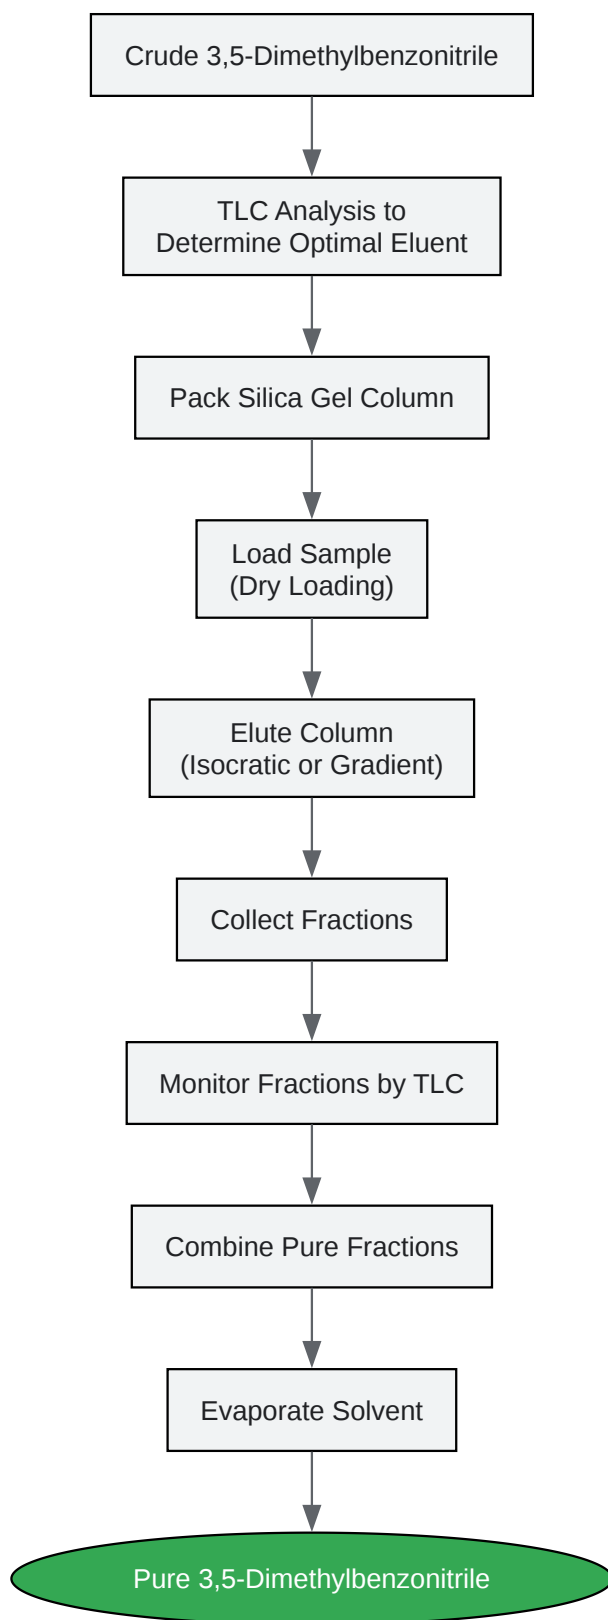 Crude 3,5-Dimethylbenzonitrile
TLC Analysis to
Determine Optimal Eluent
Pack Silica Gel Column
Load Sample
(Dry Loading)
Elute Column
(Isocratic or Gradient)
Collect Fractions
Monitor Fractions by TLC
Combine Pure Fractions
Evaporate Solvent
Pure 3,5-Dimethylbenzonitrile